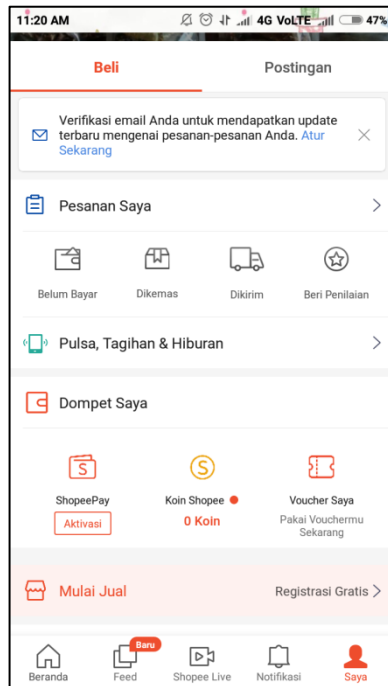 11:20 AM 4G VoLTE 47%
Beli Postingan
Verifikasi email Anda untuk mendapatkan update
terbaru mengenai pesanan-pesanan Anda. Atur
Sekarang
Pesanan Saya
Belum Bayar Dikemas Dikirim Beri Penilaian
Pulsa, Tagihan & Hiburan
Dompet Saya
S S
ShopeePay Koin Shopee Voucher Saya
Aktivasi 0 Koin Pakai Vouchermu
Sekarang
Mulai Jual Registrasi Gratis
Baru
Beranda Feed Shopee Live Notifikasi Saya